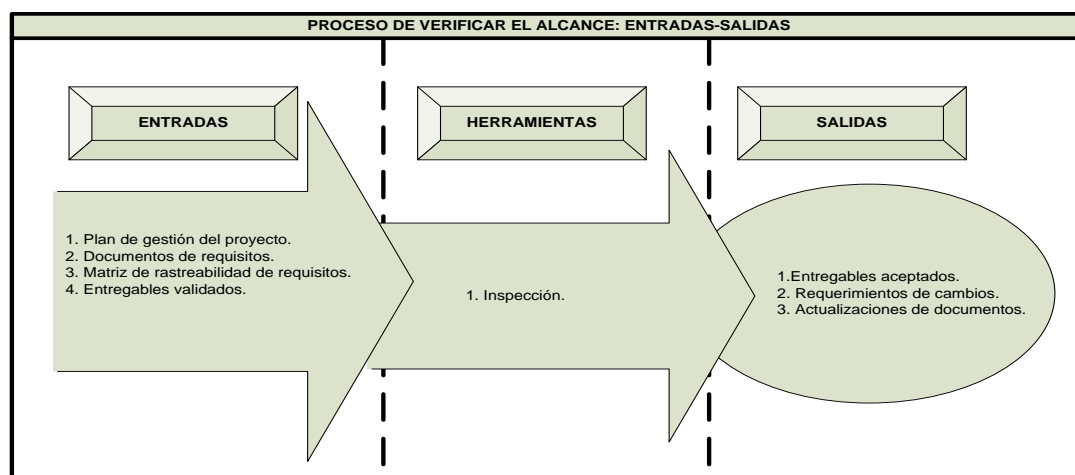 PROCESO DE VERIFICAR EL ALCANCE: ENTRADAS-SALIDAS
ENTRADAS
HERRAMIENTAS
SALIDAS
1. Plan de gestión del proyecto.
2. Documentos de requisitos.
3. Matriz de rastreabilidad de requisitos.
4. Entregables validados.
1. Inspección.
1.Entregables aceptados.
2. Requerimientos de cambios.
3. Actualizaciones de documentos.